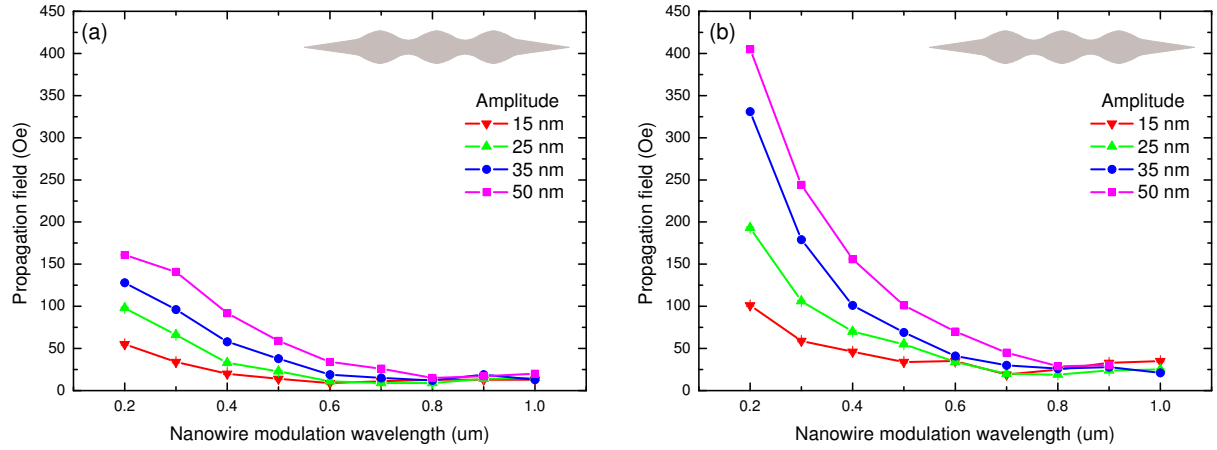 (a)
450
400
350
300
250
200
150
100
50
0
Propagation field (Oe)
Amplitude
15 nm
25 nm
35 nm
50 nm
0.2
0.4
0.6
0.8
1.0
Nanowire modulation wavelength (um)
(b)
450
400
350
300
250
200
150
100
50
0
Propagation field (Oe)
Amplitude
15 nm
25 nm
35 nm
50 nm
0.2
0.4
0.6
0.8
1.0
Nanowire modulation wavelength (um)